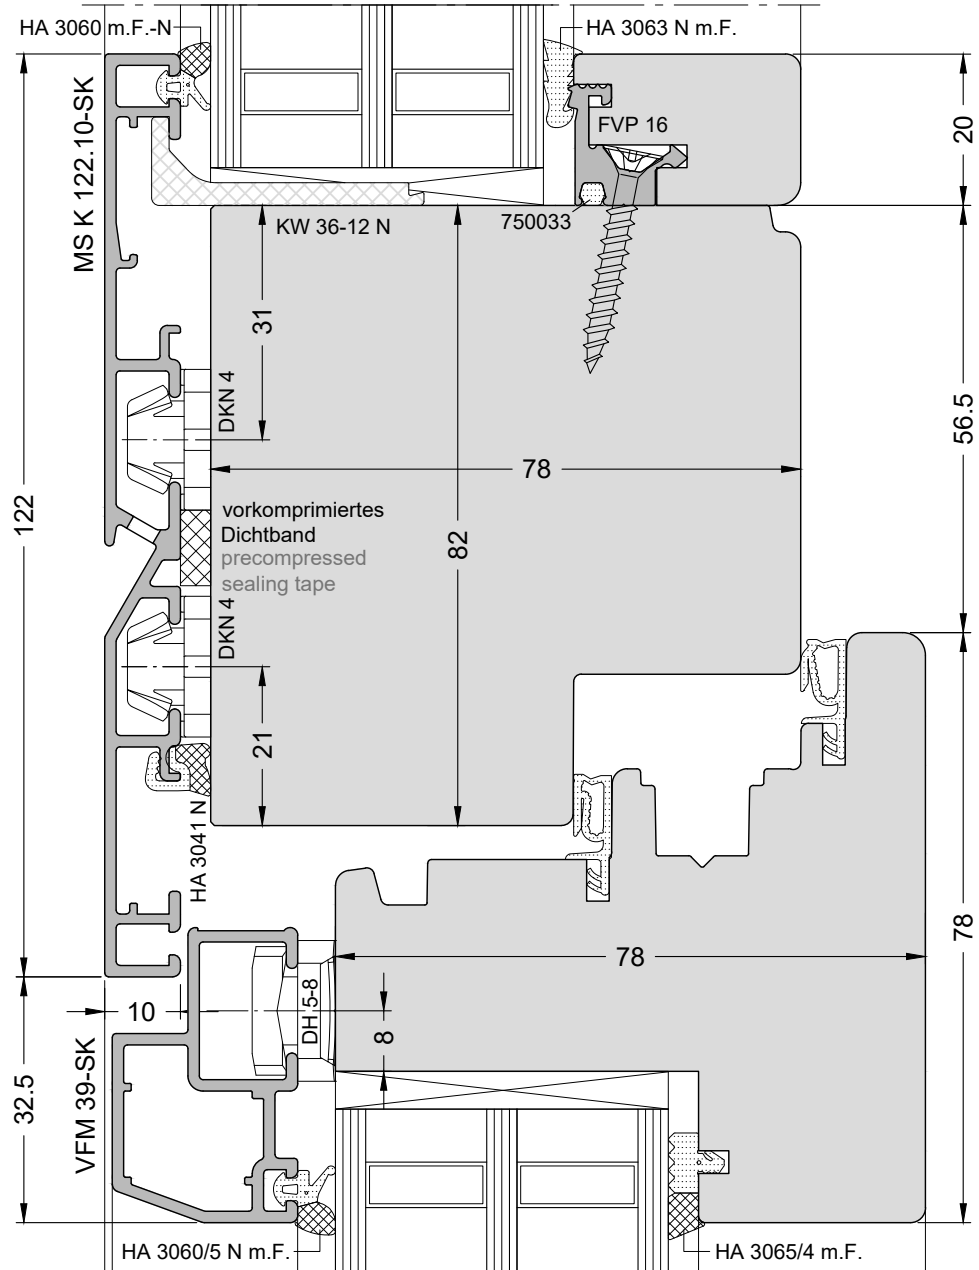 HA 3060 m.F.-N
HA 3063 N m.F.
MS K 122.10-SK
FVP 16
20
KW 36-12 N
750033
31
DKN 4
56.5
122
78
vorkomprimiertes
Dichtband
precompressed
sealing tape
82
DKN 4
21
HA 3041 N
78
78
10
DH 5-8
8
32.5
VFM 39-SK
HA 3060/5 N m.F.
HA 3065/4 m.F.